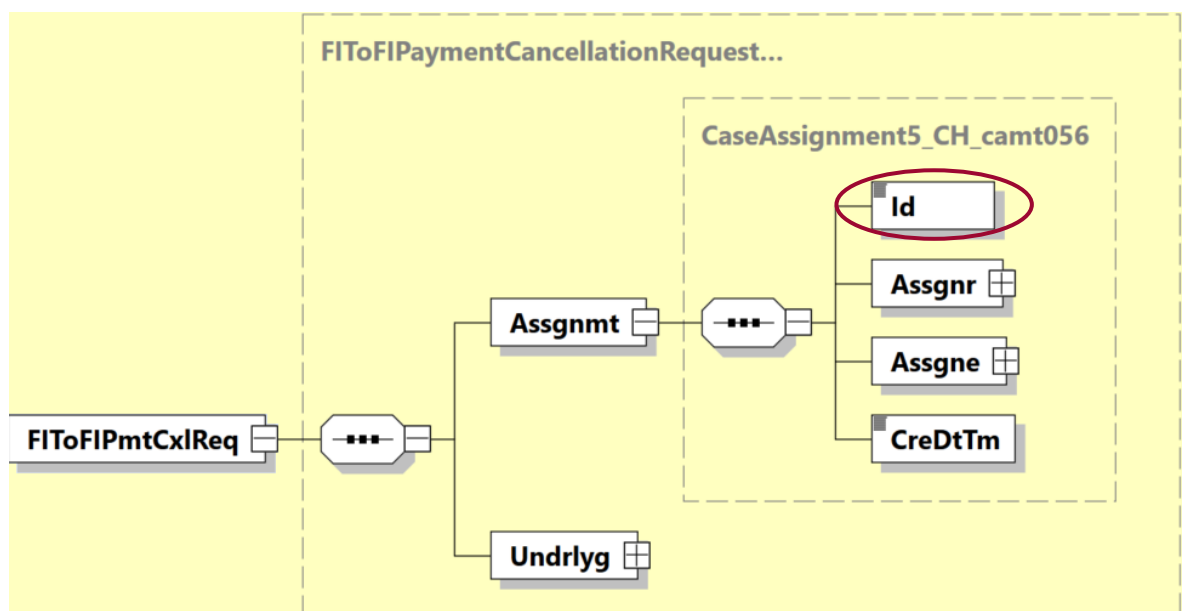 FIToFIPaymentCancellationRequest...
CaseAssignment5_CH_camt056
Id
Assgnr
Assgnmt
Assgne
CreDtTm
FIToFIPmtCxlReq
Undrlyg